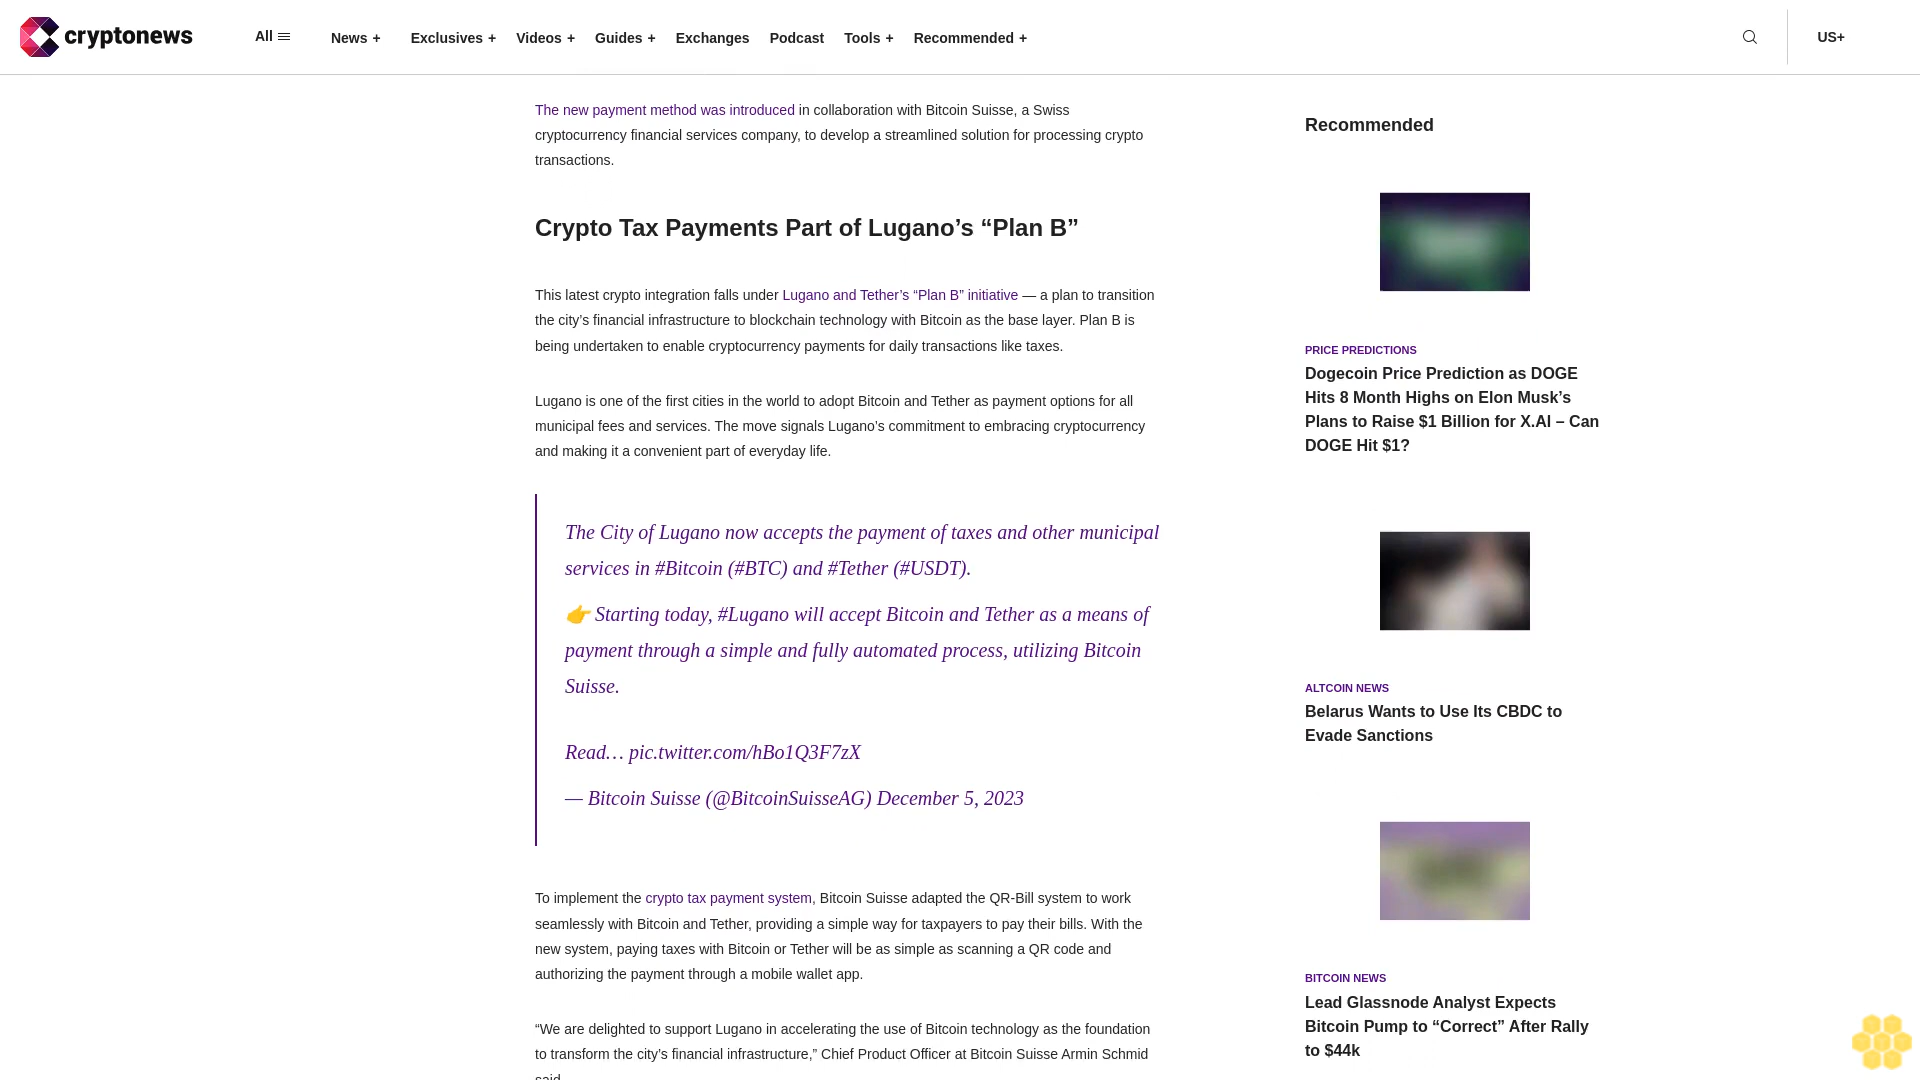 cryptonews
All
News +
Exclusives +
Videos +
Guides +
Exchanges
Podcast
Tools +
Recommended +
US+
The new payment method was introduced in collaboration with Bitcoin Suisse, a Swiss
cryptocurrency financial services company, to develop a streamlined solution for processing crypto
transactions.
Crypto Tax Payments Part of Lugano’s “Plan B”
This latest crypto integration falls under Lugano and Tether’s “Plan B” initiative — a plan to transition
the city’s financial infrastructure to blockchain technology with Bitcoin as the base layer. Plan B is
being undertaken to enable cryptocurrency payments for daily transactions like taxes.
Lugano is one of the first cities in the world to adopt Bitcoin and Tether as payment options for all
municipal fees and services. The move signals Lugano’s commitment to embracing cryptocurrency
and making it a convenient part of everyday life.
The City of Lugano now accepts the payment of taxes and other municipal
services in #Bitcoin (#BTC) and #Tether (#USDT).
👉 Starting today, #Lugano will accept Bitcoin and Tether as a means of
payment through a simple and fully automated process, utilizing Bitcoin
Suisse.
Read… pic.twitter.com/hBo1Q3F7zX
— Bitcoin Suisse (@BitcoinSuisseAG) December 5, 2023
To implement the crypto tax payment system, Bitcoin Suisse adapted the QR-Bill system to work
seamlessly with Bitcoin and Tether, providing a simple way for taxpayers to pay their bills. With the
new system, paying taxes with Bitcoin or Tether will be as simple as scanning a QR code and
authorizing the payment through a mobile wallet app.
“We are delighted to support Lugano in accelerating the use of Bitcoin technology as the foundation
to transform the city’s financial infrastructure,” Chief Product Officer at Bitcoin Suisse Armin Schmid
said.
Recommended
PRICE PREDICTIONS
Dogecoin Price Prediction as DOGE
Hits 8 Month Highs on Elon Musk’s
Plans to Raise $1 Billion for X.AI – Can
DOGE Hit $1?
ALTCOIN NEWS
Belarus Wants to Use Its CBDC to
Evade Sanctions
BITCOIN NEWS
Lead Glassnode Analyst Expects
Bitcoin Pump to “Correct” After Rally
to $44k